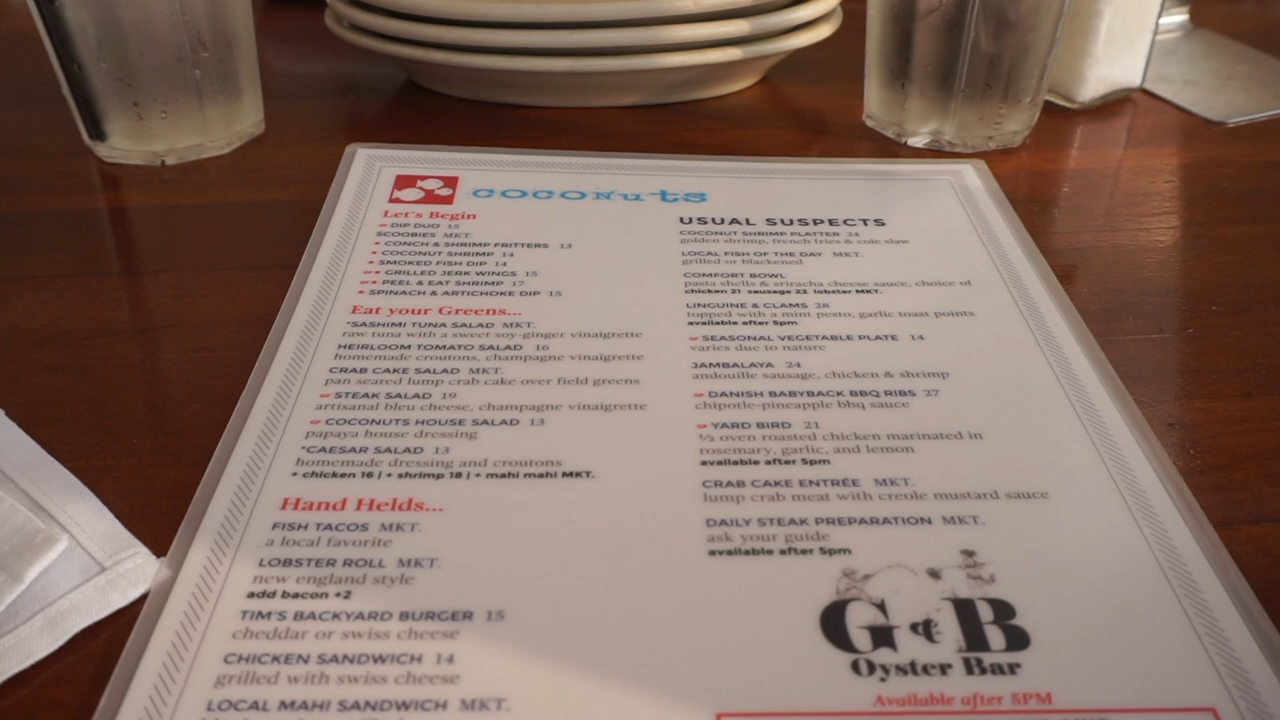 coconuts
Let's Begin
DIP DUO 15
SCOOBIES MKT.
CONCH & SHRIMP FRITTERS 13
COCONUT SHRIMP 14
SMOKED FISH DIP 14
GRILLED JERK WINGS 15
PEEL & EAT SHRIMP 17
SPINACH & ARTICHOKE DIP 15
Eat your Greens...
*SASHIMI TUNA SALAD MKT.
raw tuna with a sweet soy-ginger vinaigrette
HEIRLOOM TOMATO SALAD 16
homemade croutons, champagne vinaigrette
CRAB CAKE SALAD MKT.
pan seared lump crab cake over field greens
STEAK SALAD 19
artisanal bleu cheese, champagne vinaigrette
COCONUTS HOUSE SALAD 13
papaya house dressing
*CAESAR SALAD 13
homemade dressing and croutons
+ chicken 16 | + shrimp 18 | + mahi mahi MKT.
Hand Helds...
FISH TACOS MKT.
a local favorite
LOBSTER ROLL MKT.
new england style
add bacon +2
TIM'S BACKYARD BURGER 15
cheddar or swiss cheese
CHICKEN SANDWICH 14
grilled with swiss cheese
LOCAL MAHI SANDWICH MKT.
USUAL SUSPECTS
COCONUT SHRIMP PLATTER 24
golden shrimp, french fries & cole slaw
LOCAL FISH OF THE DAY MKT.
grilled or blackened
COMFORT BOWL
pasta shells & sriracha cheese sauce, choice of
chicken 21 sausage 22 lobster MKT.
LINGUINE & CLAMS 28
topped with a mint pesto, garlic toast points
available after 5pm
SEASONAL VEGETABLE PLATE 14
varies due to nature
JAMBALAYA 24
andouille sausage, chicken & shrimp
DANISH BABYBACK BBQ RIBS 27
chipotle-pineapple bbq sauce
YARD BIRD 21
½ oven roasted chicken marinated in
rosemary, garlic, and lemon
available after 5pm
CRAB CAKE ENTRÉE MKT.
lump crab meat with creole mustard sauce
DAILY STEAK PREPARATION MKT.
ask your guide
available after 5pm
G & B
Oyster Bar
Available after 5PM